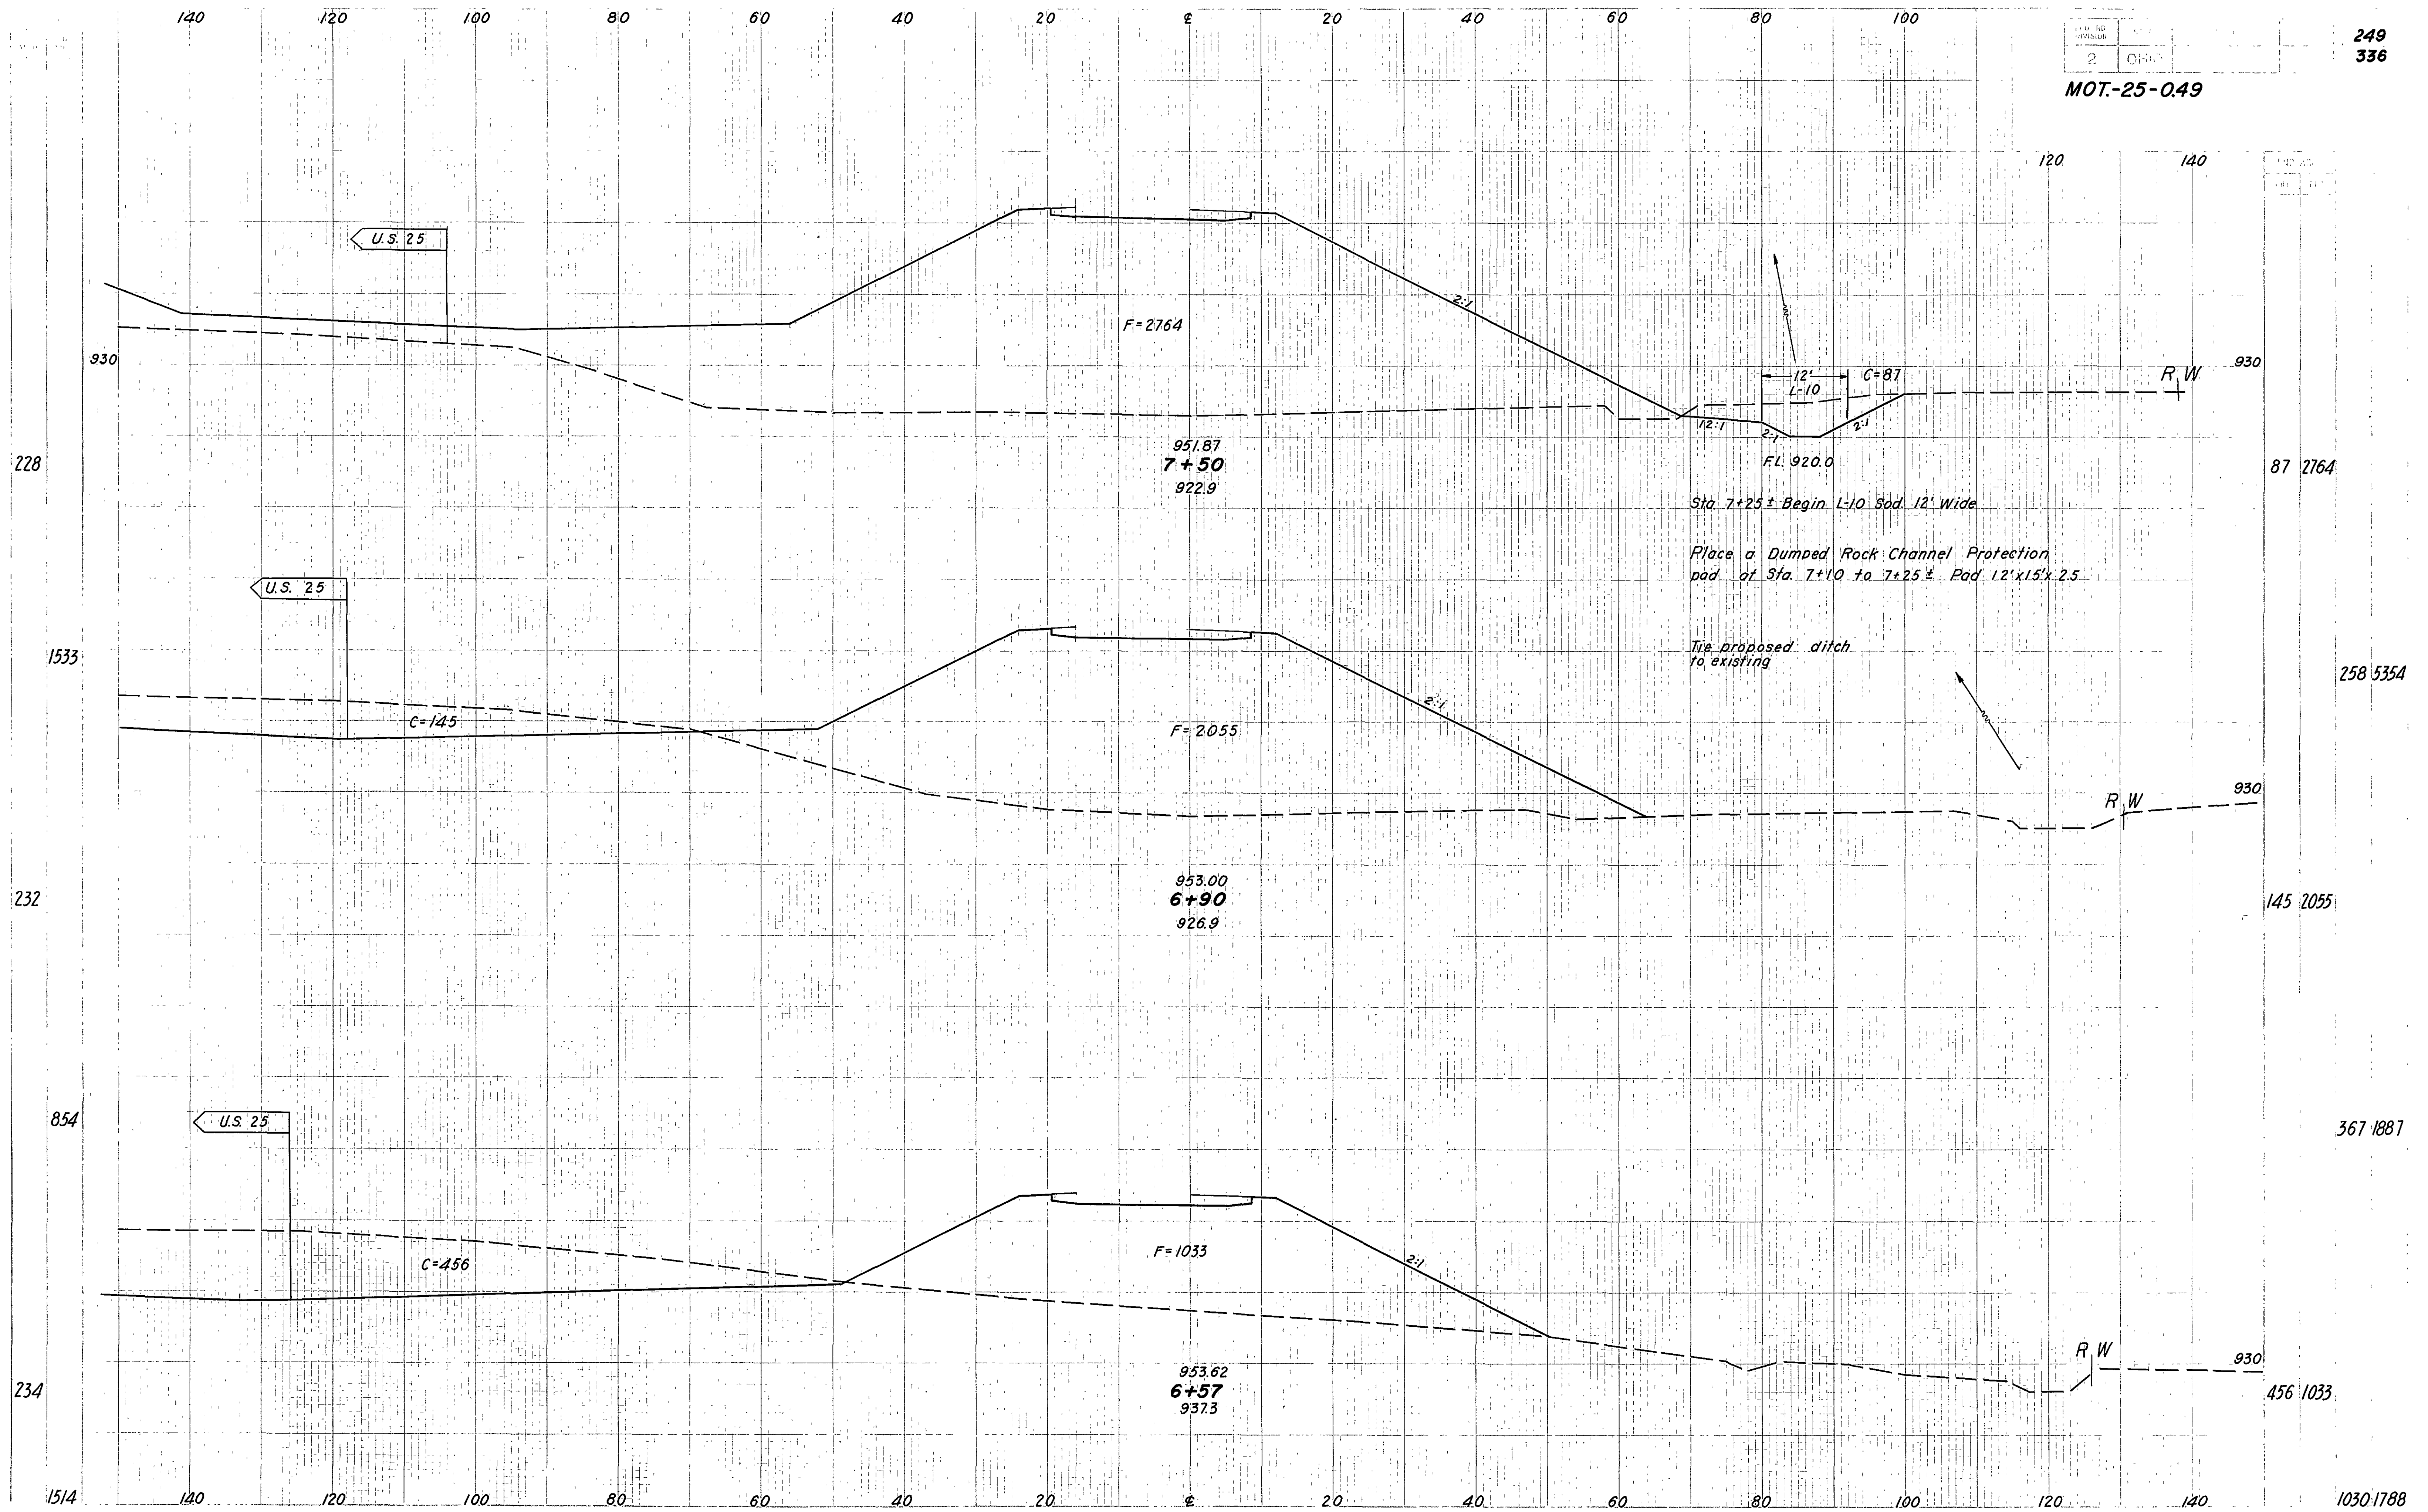 140 120 100 80 60 40 20 ℄ 20 40 60 80 100
249
336
DIVISION
2 OHIO
MOT.-25-0.49
120 140
U.S. 25
2:1
F=2764
930
930
12' C=87
L-10
R W
12:1 2:1 2:1
951.87
7+50
922.9
F.L. 920.0
228
87 2764
Sta. 7+25 ± Begin L-10 Sod. 12' Wide
Place a Dumped Rock Channel Protection
pad at Sta. 7+10 to 7+25 ± Pad 12'x15'x 2.5
U.S. 25
Tie proposed ditch
to existing
1533
258 5354
2:1
C=145
F=2055
930
R W
953.00
6+90
926.9
232
145 2055
U.S. 25
854
367 1887
C=456
F=1033
2:1
R W
930
953.62
6+57
937.3
234
456 1033
1514
140 120 100 80 60 40 20 ℄ 20 40 60 80 100 120 140
1030 1788